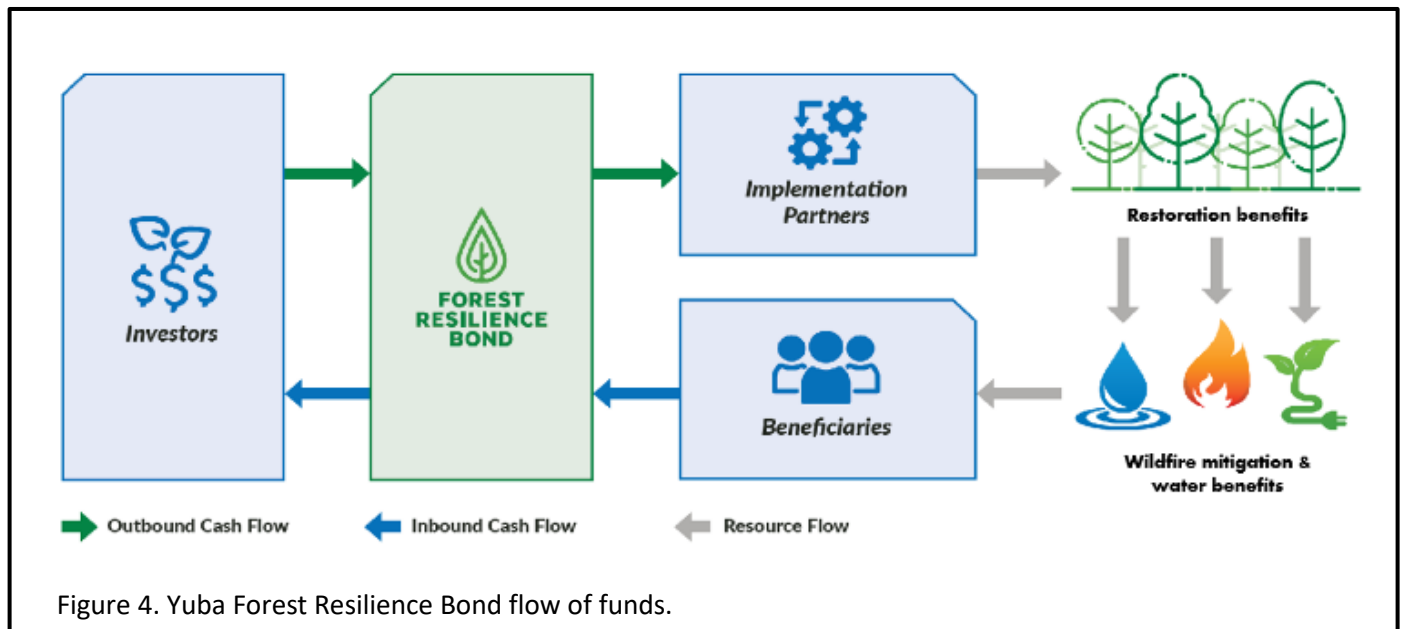 Investors
FOREST
RESILIENCE
BOND
Implementation
Partners
Beneficiaries
Restoration benefits
Wildfire mitigation &
water benefits
Outbound Cash Flow
Inbound Cash Flow
Resource Flow
Figure 4. Yuba Forest Resilience Bond flow of funds.